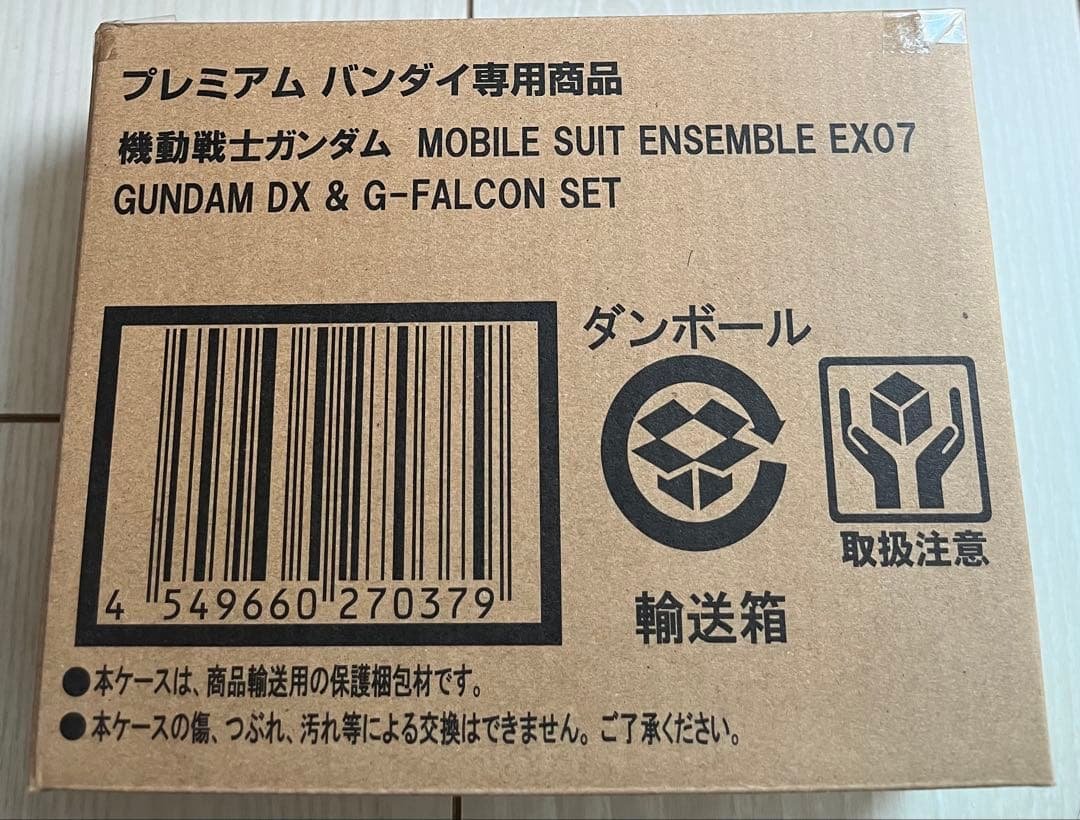 プレミアム バンダイ専用商品
機動戦士ガンダム MOBILE SUIT ENSEMBLE EX07
GUNDAM DX & G-FALCON SET
ダンボール
取扱注意
4 549660 270379
輸送箱
●本ケースは、商品輸送用の保護梱包材です。
●本ケースの傷、つぶれ、汚れ等による交換はできません。ご了承ください。